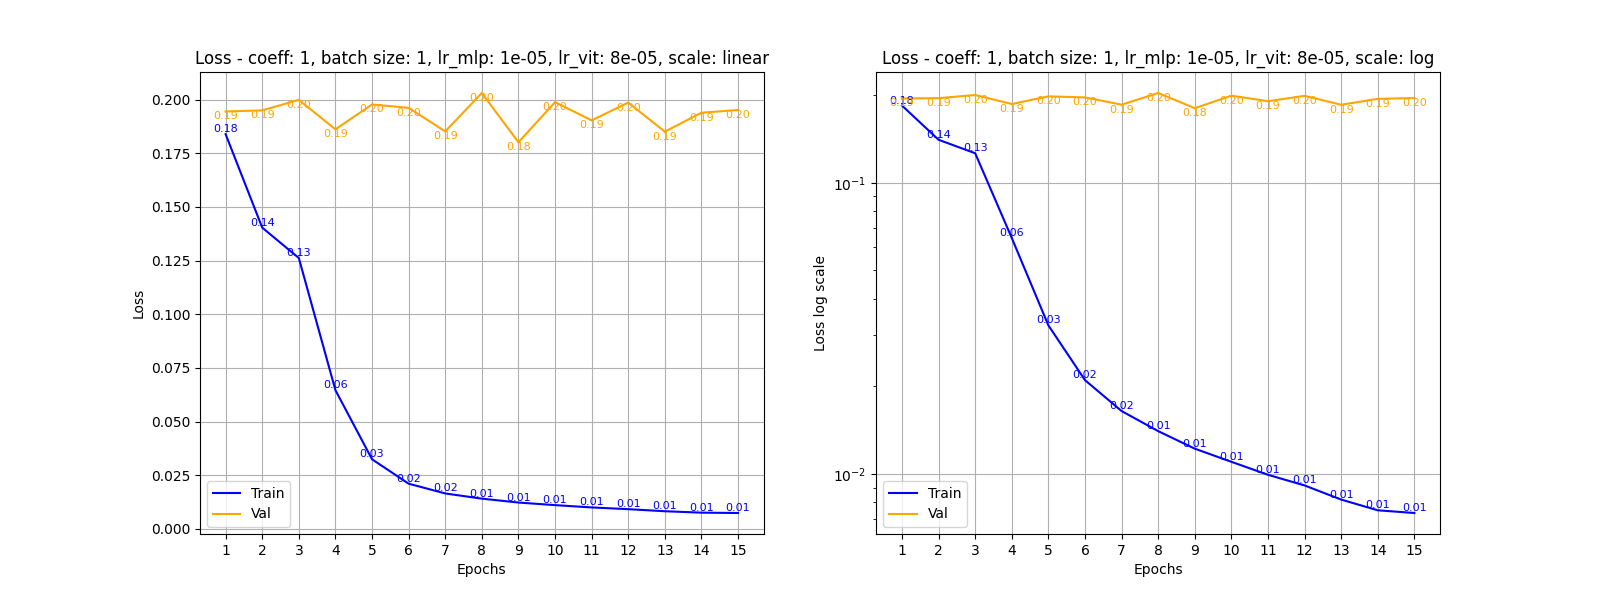 Loss - coeff: 1, batch size: 1, lr_mlp: 1e-05, lr_vit: 8e-05, scale: linear
Loss
0.200
0.175
0.150
0.125
0.100
0.075
0.050
0.025
0.000
0.19 0.19 0.20 0.19 0.20 0.20 0.19 0.20 0.18 0.20 0.19 0.20 0.19 0.19 0.20
0.18 0.14 0.13 0.06 0.03 0.02 0.02 0.01 0.01 0.01 0.01 0.01 0.01 0.01 0.01
Train
Val
1 2 3 4 5 6 7 8 9 10 11 12 13 14 15
Epochs
Loss - coeff: 1, batch size: 1, lr_mlp: 1e-05, lr_vit: 8e-05, scale: log
Loss log scale
10⁻¹
10⁻²
0.19 0.19 0.20 0.19 0.20 0.20 0.19 0.20 0.18 0.20 0.19 0.20 0.19 0.19 0.20
0.18 0.14 0.13 0.06 0.03 0.02 0.02 0.01 0.01 0.01 0.01 0.01 0.01 0.01 0.01
Train
Val
1 2 3 4 5 6 7 8 9 10 11 12 13 14 15
Epochs